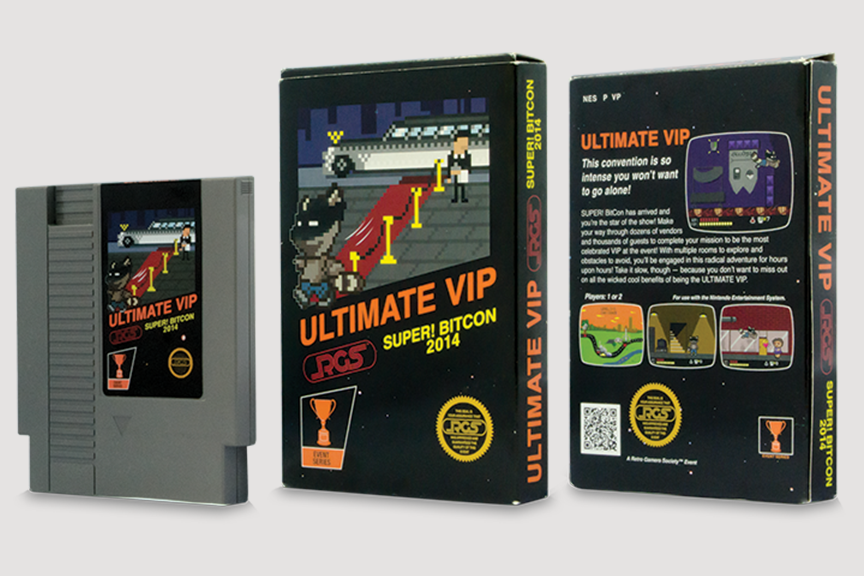 ULTIMATE VIP
SUPER! BITCON
2014
RGS
EVENT
SERIES
ULTIMATE VIP
SUPER! BITCON
2014
RGS
EVENT
SERIES
RGS
ULTIMATE VIP RGS SUPER! BITCON
2014
NES P VP
ULTIMATE VIP
This convention is so
intense you won't want
to go alone!
SUPER! BitCon has arrived and
you're the star of the show! Make
your way through dozens of vendors
and thousands of guests to complete your mission to be the most
celebrated VIP at the event! With multiple rooms to explore and
obstacles to avoid, you'll be engaged in this radical adventure for hours
upon hours! Take it slow, though — because you don't want to miss out
on all the wicked cool benefits of being the ULTIMATE VIP.
Players: 1 or 2
For use with the Nintendo Entertainment System.
RGS
EVENT SERIES
A Retro Gamers Society™ Event
ULTIMATE VIP RGS SUPER! BITCON
2014